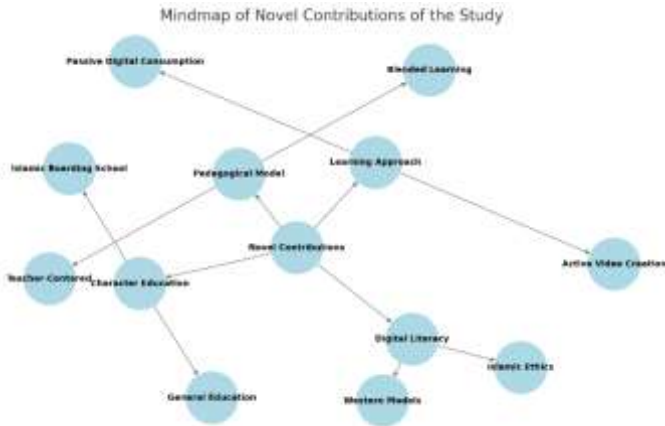 Mindmap of Novel Contributions of the Study
Passive Digital Consumption
Blended Learning
Islamic Boarding School
Pedagogical Model
Learning Approach
Novel Contributions
Teacher-Centered
Character Education
Active Video Creation
Digital Literacy
Islamic Ethics
General Education
Western Models